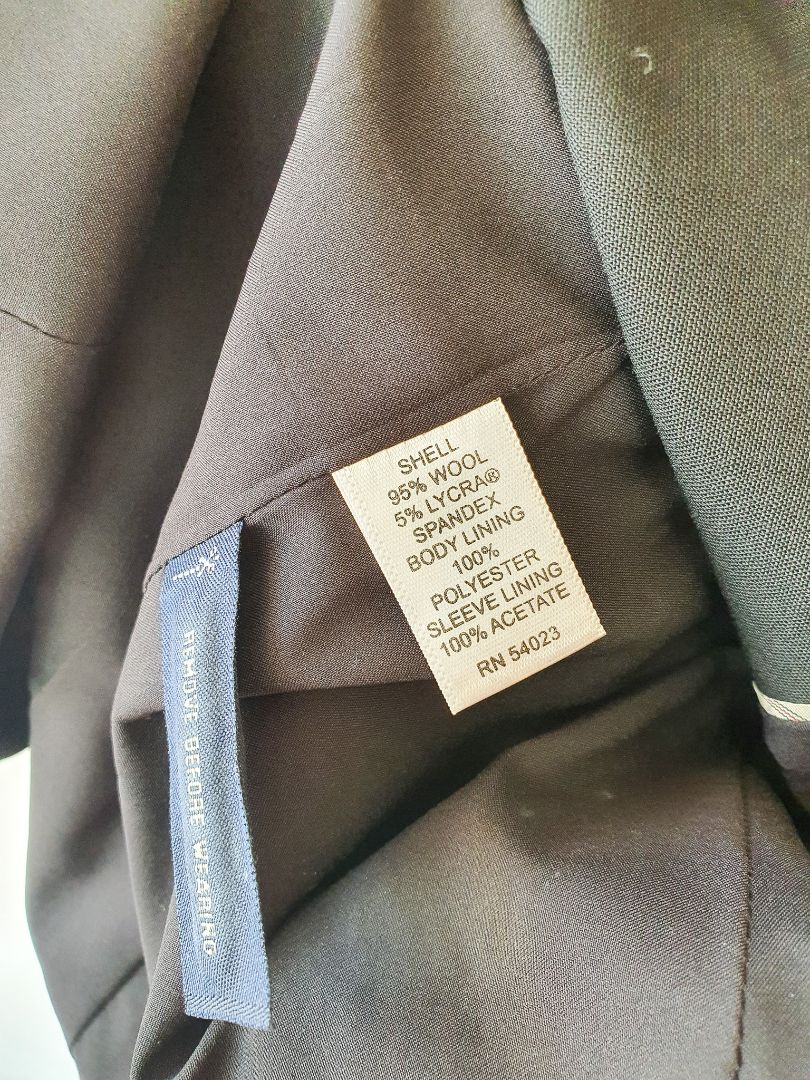 SHELL
95% WOOL
5% LYCRA®
SPANDEX
BODY LINING
100%
POLYESTER
SLEEVE LINING
100% ACETATE
RN 54023
REMOVE BEFORE WEARING